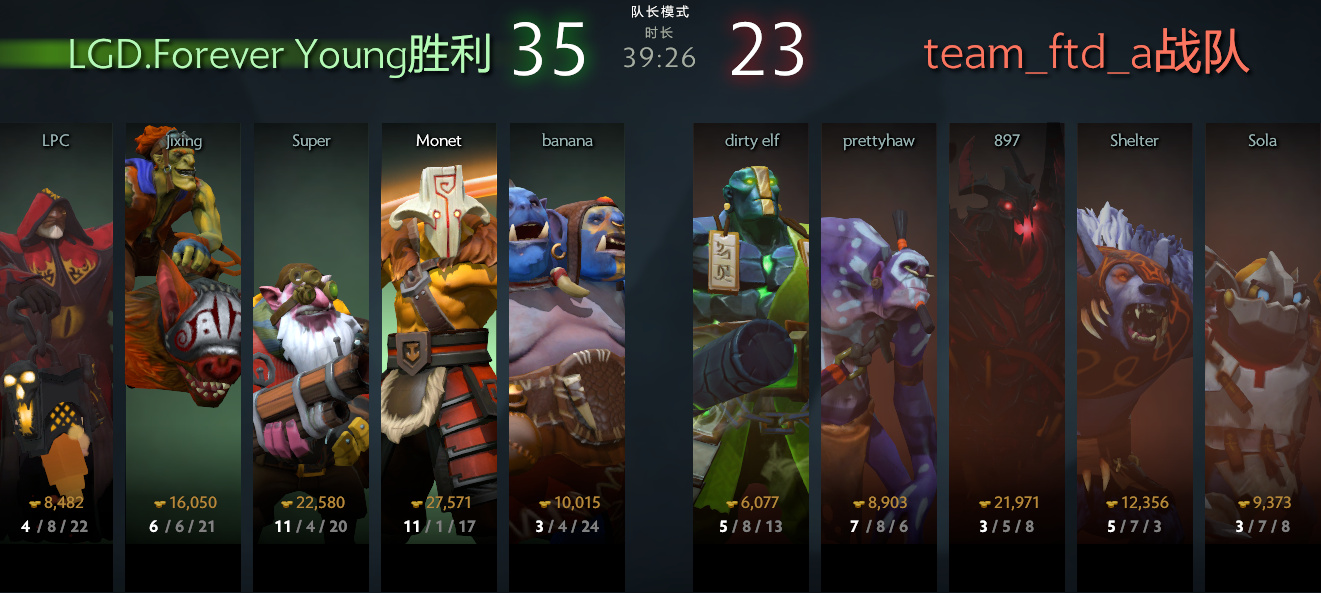 队长模式
LGD.Forever Young胜利 35 时长 23 team_ftd_a战队
39:26
LPC Jixing Super Monet banana dirty elf prettyhaw 897 Shelter Sola
8,482 16,050 22,580 27,571 10,015 6,077 8,903 21,971 12,356 9,373
4 / 8 / 22 6 / 6 / 21 11 / 4 / 20 11 / 1 / 17 3 / 4 / 24 5 / 8 / 13 7 / 8 / 6 3 / 5 / 8 5 / 7 / 3 3 / 7 / 8